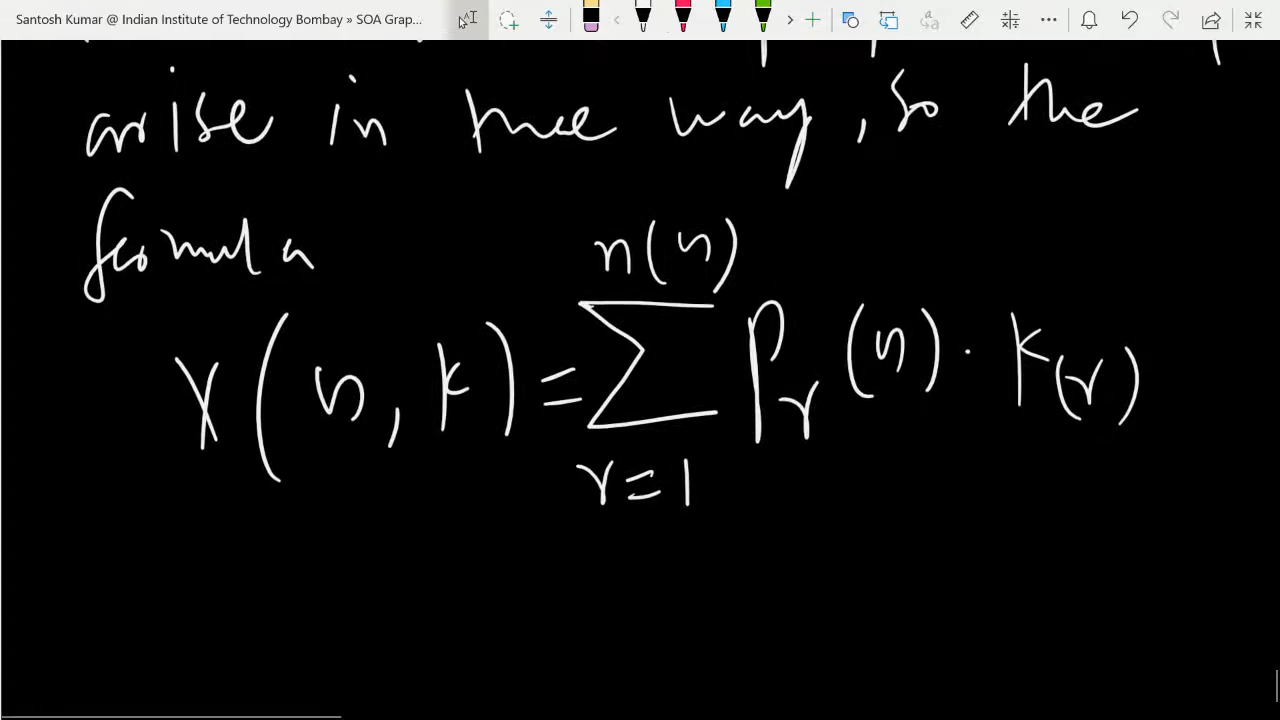 Santosh Kumar @ Indian Institute of Technology Bombay » SOA Grap...
arise in true way, so the
formula
n(G)
χ(G, k) = Σ P_r(G) · k_(r)
r=1